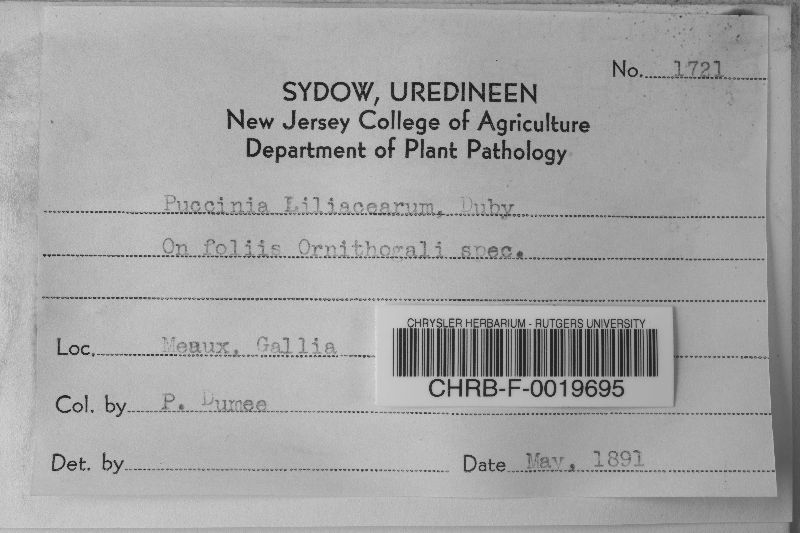 No. 1721
SYDOW, UREDINEEN
New Jersey College of Agriculture
Department of Plant Pathology
Puccinia Liliacearum, Duby
On foliis Ornithogali spec.
Loc. Meaux, Gallia
CHRYSLER HERBARIUM - RUTGERS UNIVERSITY
CHRB-F-0019695
Col. by P. Dumee
Det. by
Date May, 1891